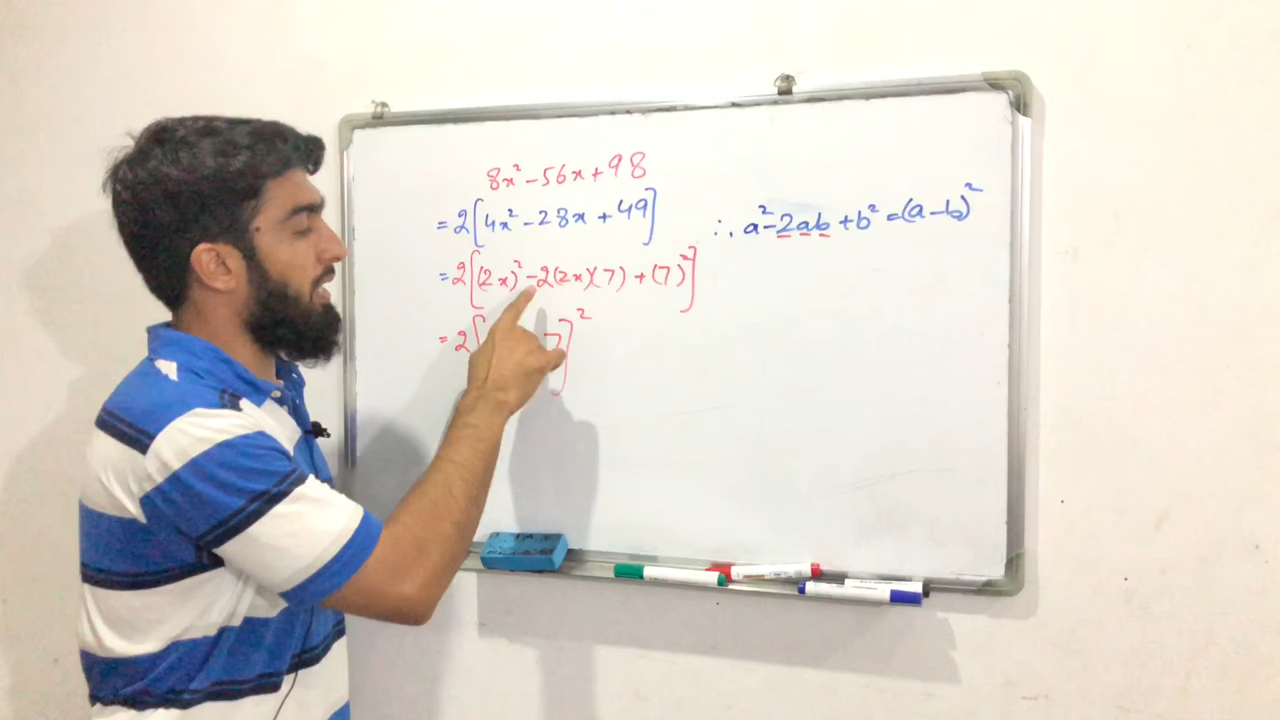 8x² - 56x + 98
= 2[4x² - 28x + 49]
∴ a² - 2ab + b² = (a - b)²
= 2[(2x)² - 2(2x)(7) + (7)²]
= 2[ 7]²